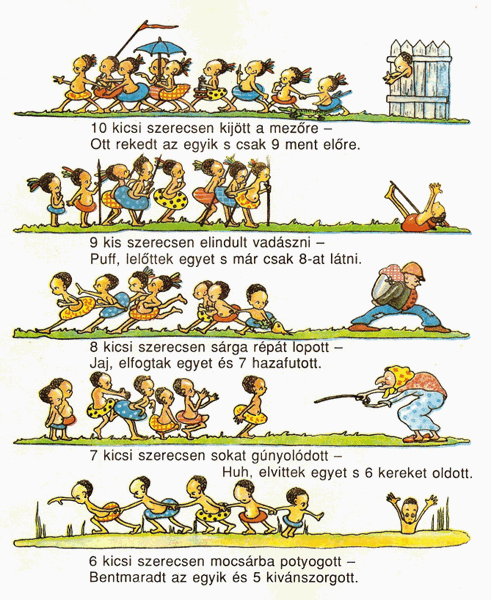 10 kicsi szerecsen kijött a mezőre –
Ott rekedt az egyik s csak 9 ment előre.
9 kis szerecsen elindult vadászni –
Puff, lelőttek egyet s már csak 8-at látni.
8 kicsi szerecsen sárga répát lopott –
Jaj, elfogtak egyet és 7 hazafutott.
7 kicsi szerecsen sokat gúnyolódott –
Huh, elvittek egyet s 6 kereket oldott.
6 kicsi szerecsen mocsárba potyogott –
Bentmaradt az egyik és 5 kivánszorgott.